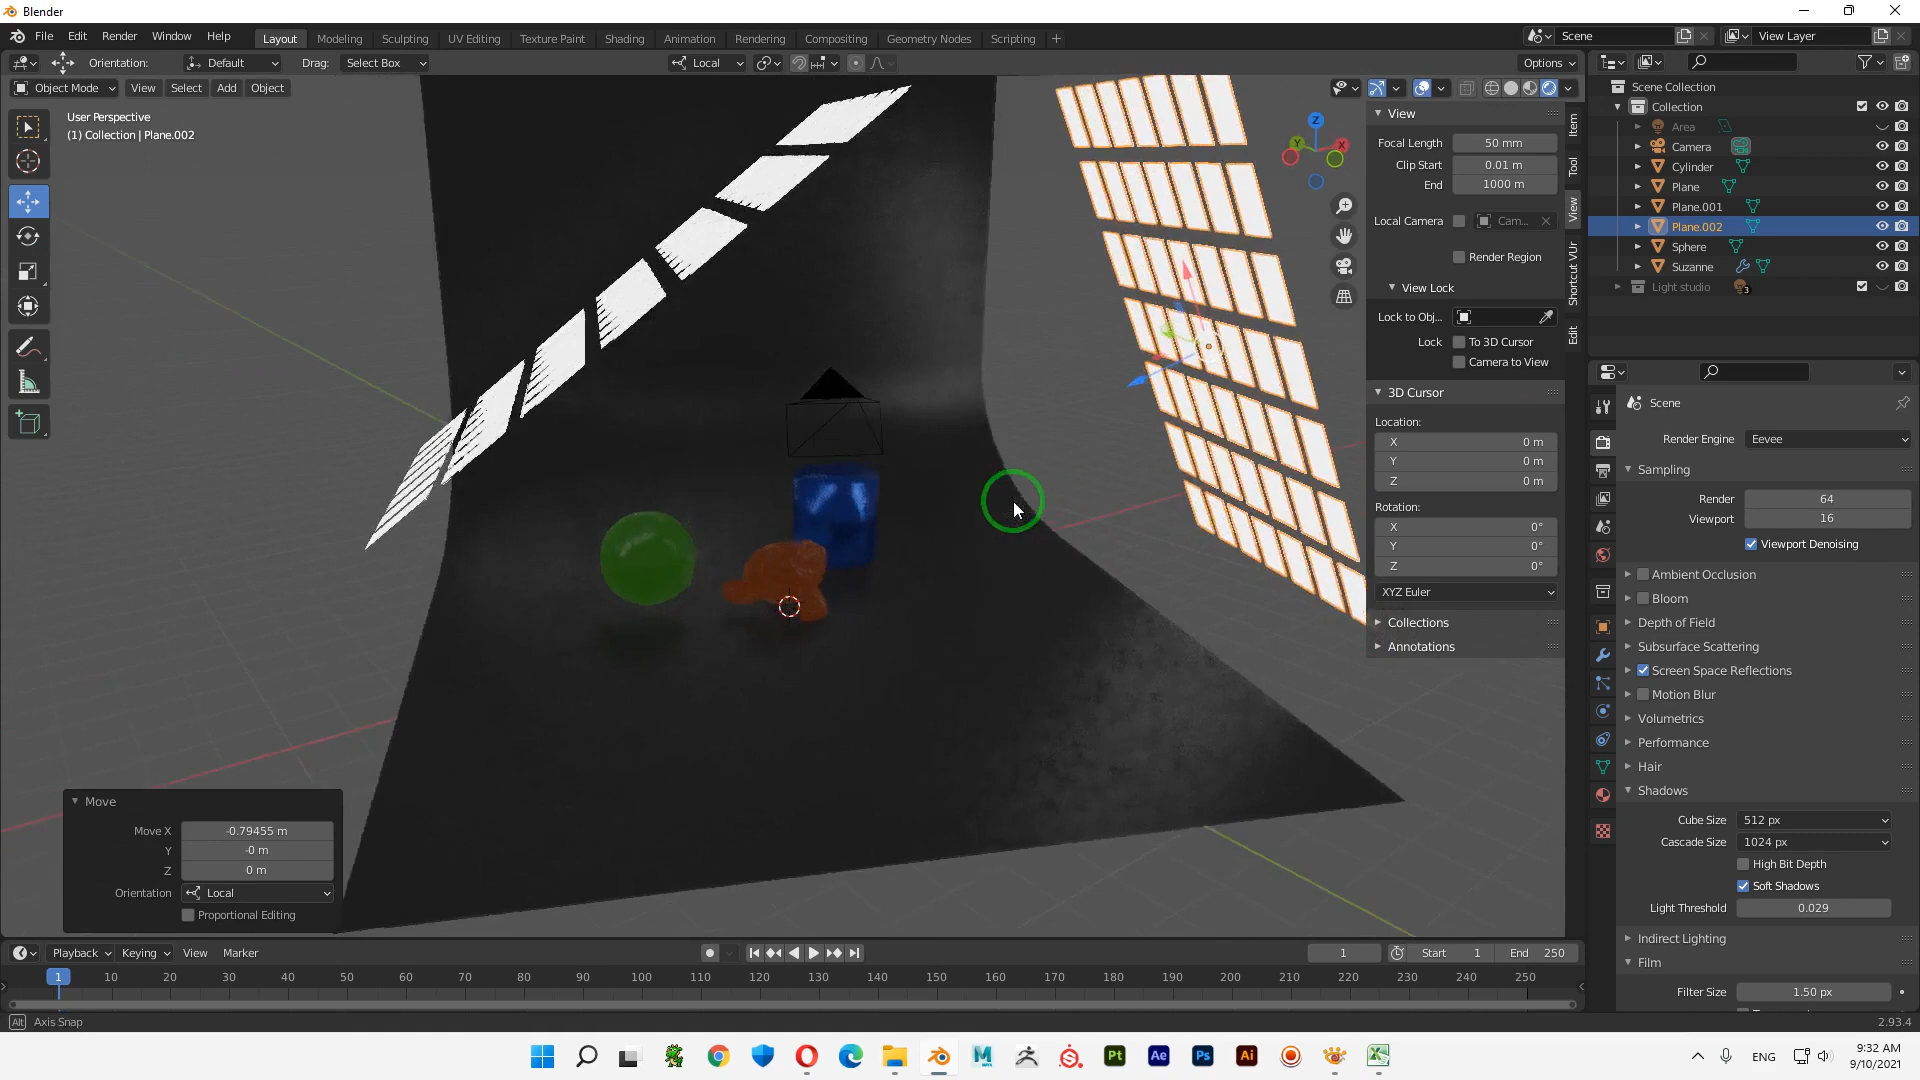 Blender
File Edit Render Window Help
Layout Modeling Sculpting UV Editing Texture Paint Shading Animation Rendering Compositing Geometry Nodes Scripting +
Scene View Layer
Orientation: Default Drag: Select Box Local Options
Object Mode View Select Add Object
User Perspective
(1) Collection | Plane.002
Z
Y
X
View
Focal Length 50 mm
Clip Start 0.01 m
End 1000 m
Local Camera Cam...
Render Region
View Lock
Lock to Obj...
Lock To 3D Cursor
Camera to View
3D Cursor
Location:
X 0 m
Y 0 m
Z 0 m
Rotation:
X 0°
Y 0°
Z 0°
XYZ Euler
Collections
Annotations
Item
Tool
View
Shortcut VUr
Edit
Scene Collection
Collection
Area
Camera
Cylinder
Plane
Plane.001
Plane.002
Sphere
Suzanne
Light studio 3
Scene
Render Engine Eevee
Sampling
Render 64
Viewport 16
Viewport Denoising
Ambient Occlusion
Bloom
Depth of Field
Subsurface Scattering
Screen Space Reflections
Motion Blur
Volumetrics
Performance
Hair
Shadows
Cube Size 512 px
Cascade Size 1024 px
High Bit Depth
Soft Shadows
Light Threshold 0.029
Indirect Lighting
Film
Filter Size 1.50 px
Move
Move X -0.79455 m
Y -0 m
Z 0 m
Orientation Local
Proportional Editing
Playback Keying View Marker 1 Start 1 End 250
1 10 20 30 40 50 60 70 80 90 100 110 120 130 140 150 160 170 180 190 200 210 220 230 240 250
Alt Axis Snap 2.93.4
Pt Ae Ps Ai
ENG
9:32 AM
9/10/2021